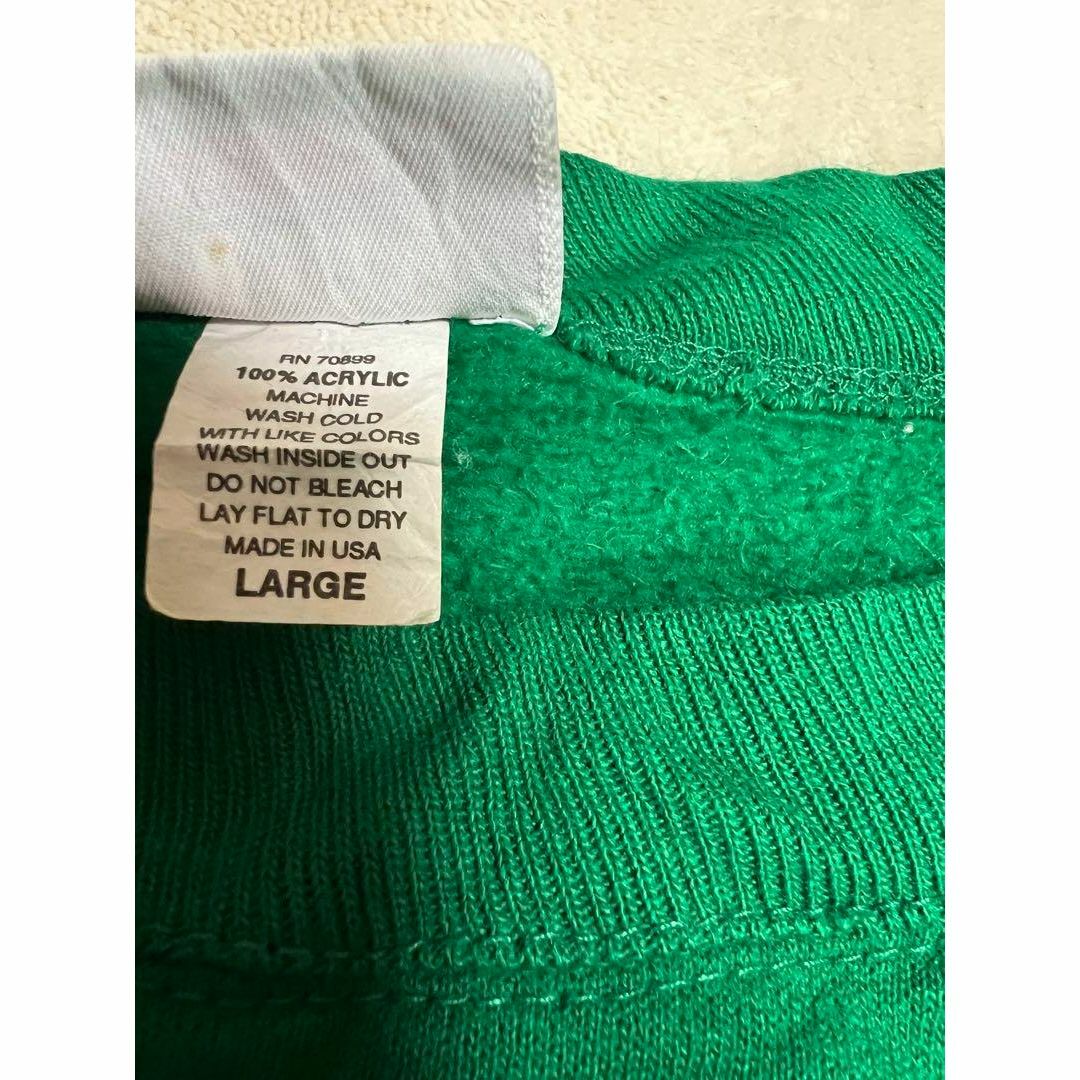 RN 70899
100% ACRYLIC
MACHINE
WASH COLD
WITH LIKE COLORS
WASH INSIDE OUT
DO NOT BLEACH
LAY FLAT TO DRY
MADE IN USA
LARGE